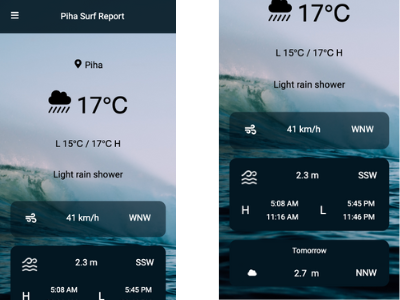 Piha Surf Report
Piha
17°C
L 15°C / 17°C H
Light rain shower
41 km/h WNW
2.3 m SSW
H 5:08 AM L 5:45 PM
17°C
L 15°C / 17°C H
Light rain shower
41 km/h WNW
2.3 m SSW
H 5:08 AM L 5:45 PM
11:16 AM 11:46 PM
Tomorrow
2.7 m NNW